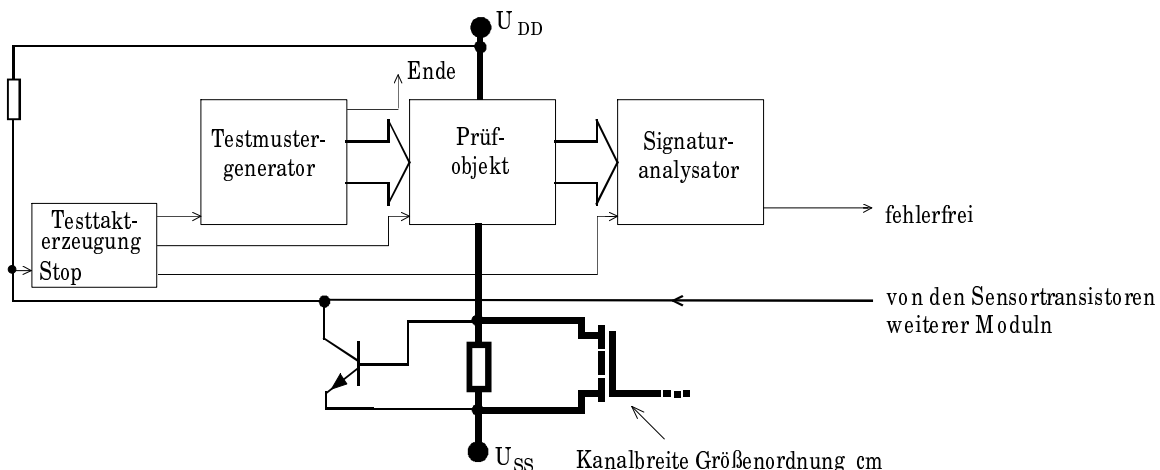 U DD
Ende
Testmuster-
generator
Prüf-
objekt
Signatur-
analysator
Testtakt-
erzeugung
Stop
fehlerfrei
von den Sensortransistoren
weiterer Moduln
U SS
Kanalbreite Größenordnung cm